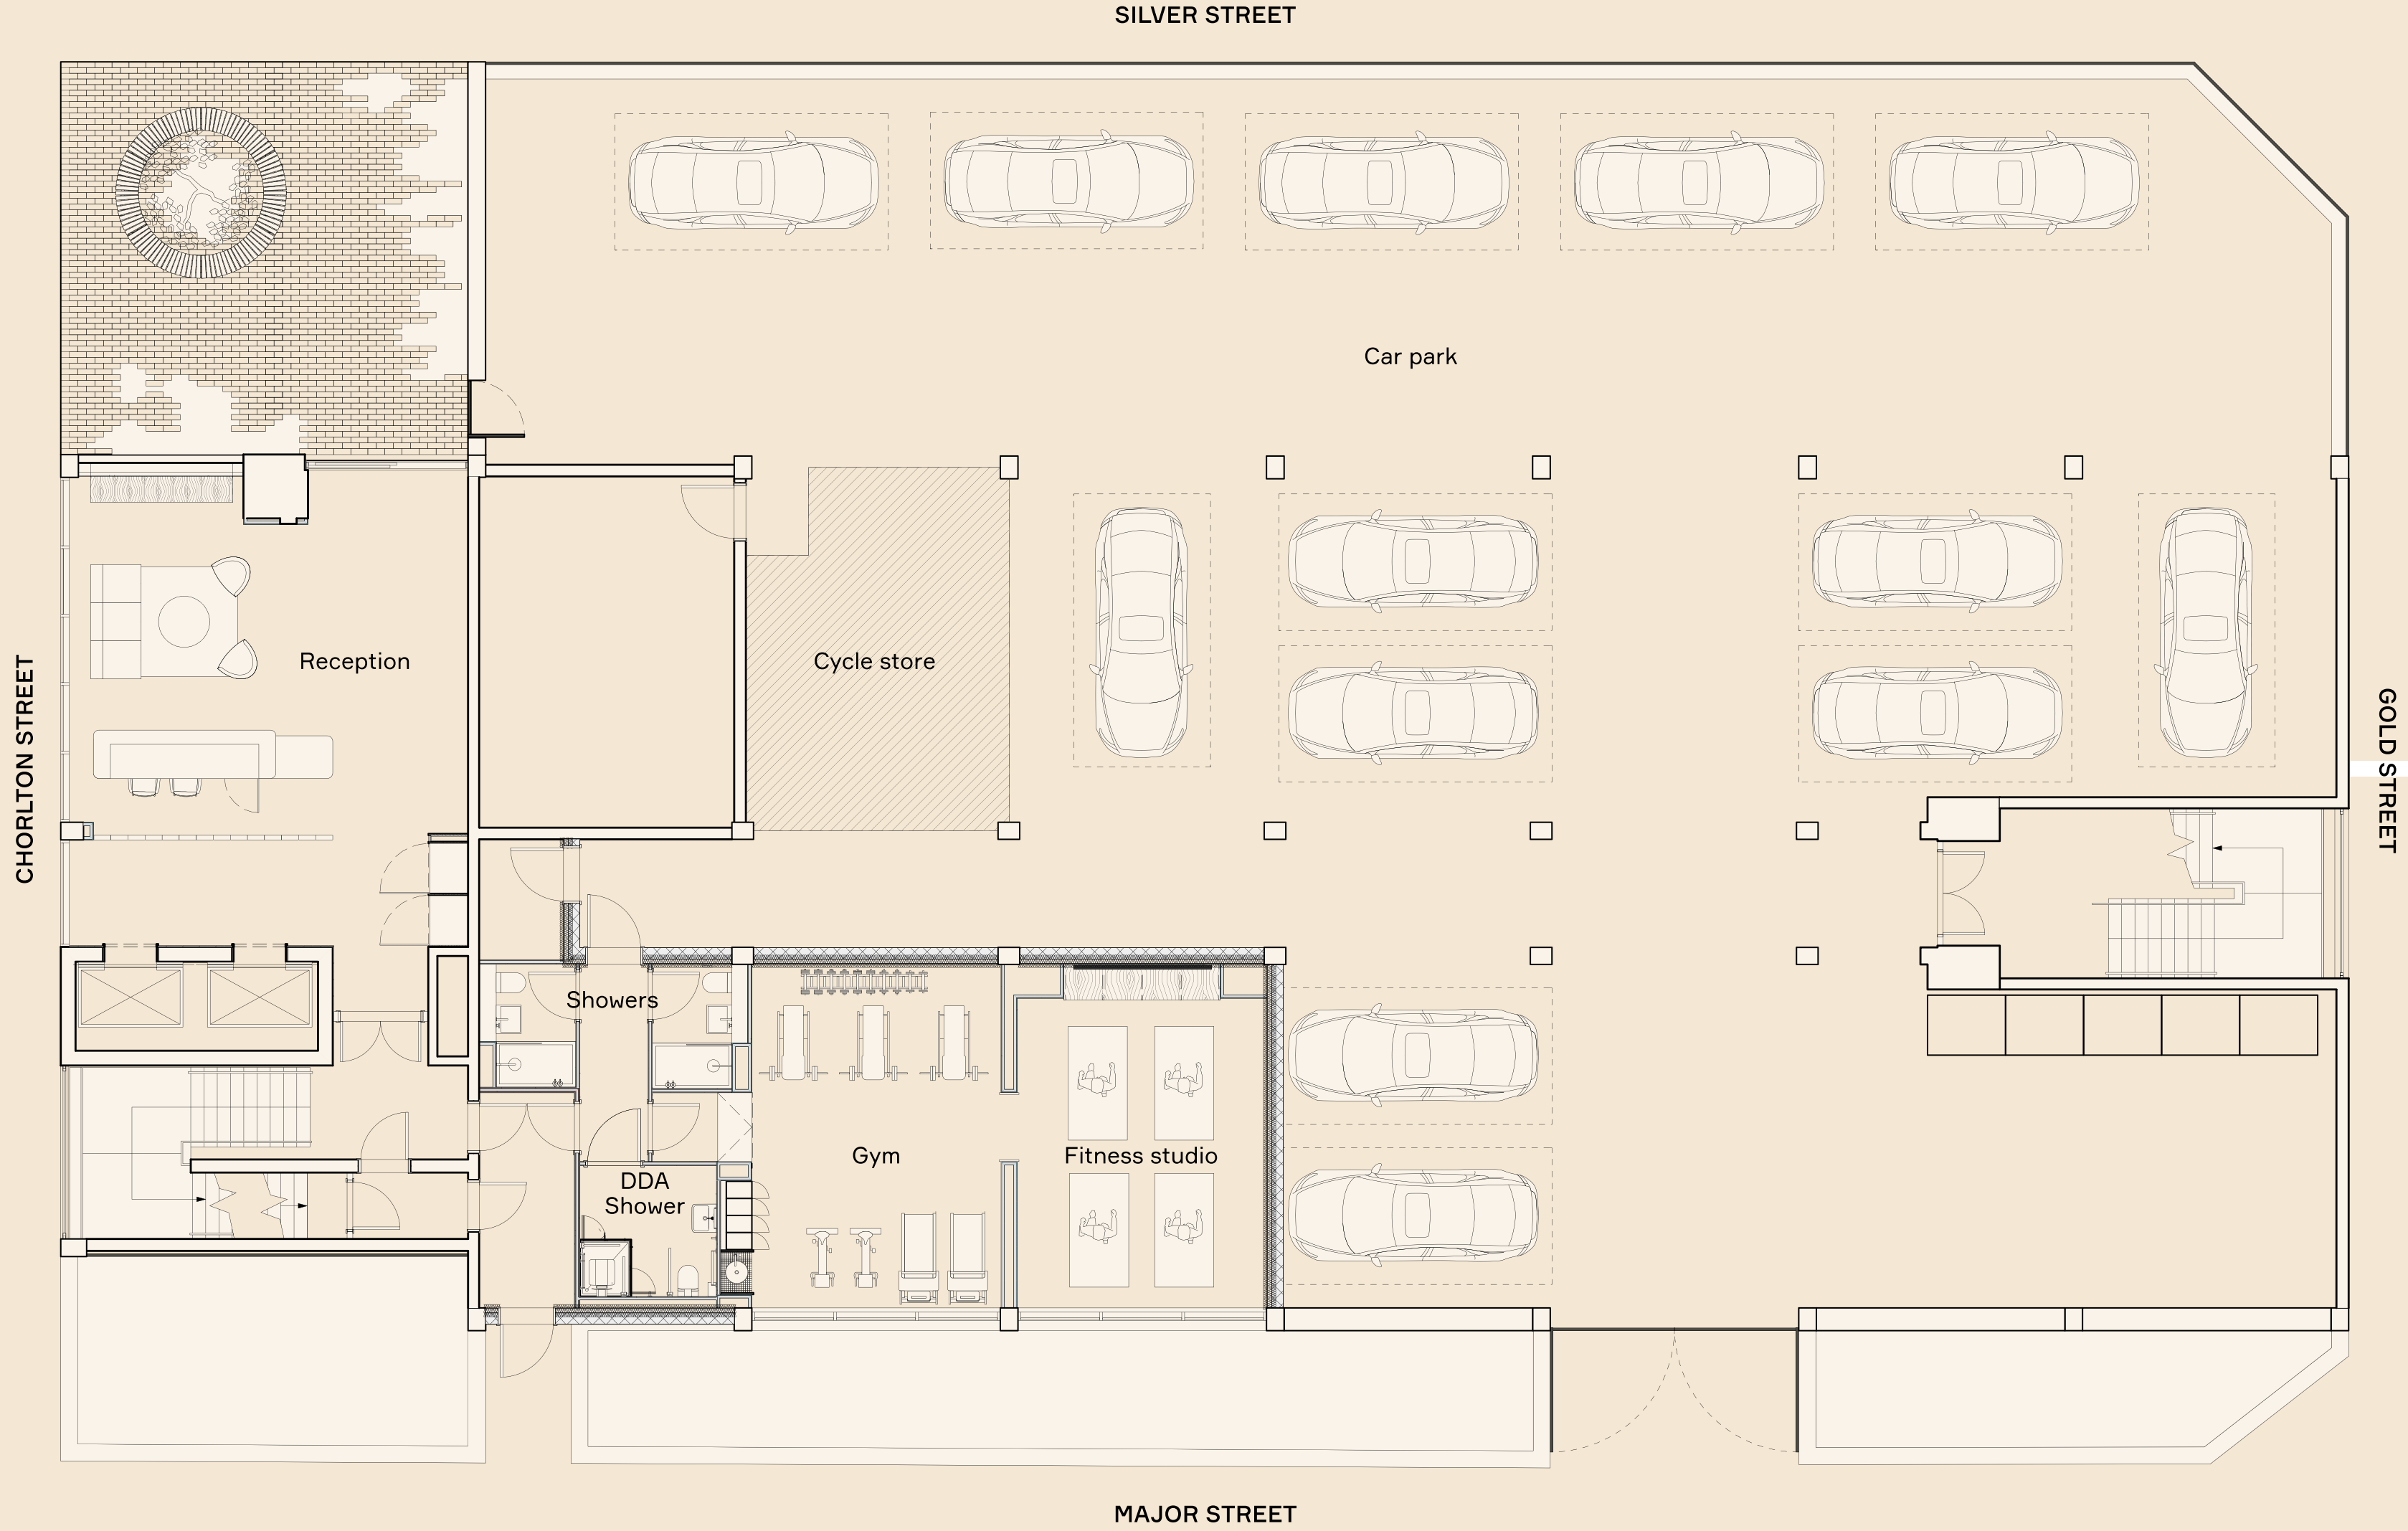 SILVER STREET
Car park
CHORLTON STREET
Reception
Cycle store
GOLD STREET
Showers
Gym
Fitness studio
DDA
Shower
MAJOR STREET